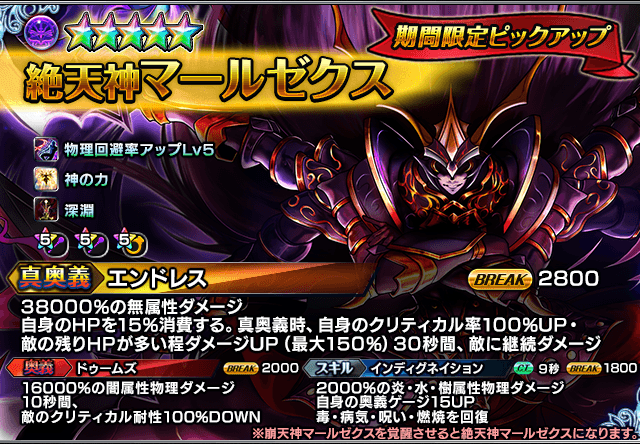 期間限定ピックアップ
絶天神マールゼクス
物理回避率アップLv5
神の力
深淵
5 5 5
真奥義 エンドレス BREAK 2800
38000%の無属性ダメージ
自身のHPを15%消費する。真奥義時、自身のクリティカル率100%UP・
敵の残りHPが多い程ダメージUP（最大150%）30秒間、敵に継続ダメージ
奥義 ドゥームズ BREAK 2000
16000%の闇属性物理ダメージ
10秒間、
敵のクリティカル耐性100%DOWN
スキル インディグネイション C.T. 9秒 BREAK 1800
2000%の炎・水・樹属性物理ダメージ
自身の奥義ゲージ15UP
毒・病気・呪い・燃焼を回復
※崩天神マールゼクスを覚醒させると絶天神マールゼクスになります。